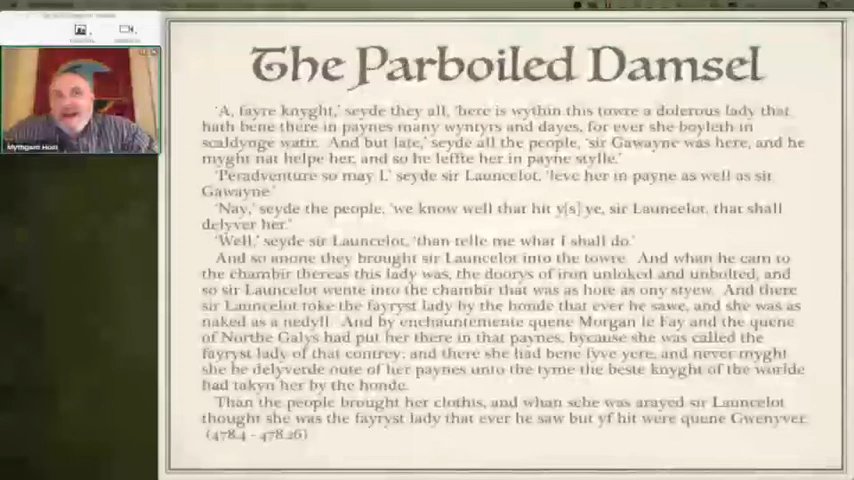 Mythgard Host
The Parboiled Damsel
'A, fayre knyght,' seyde they all, 'here is wythin this towre a dolerous lady that
hath bene there in paynes many wyntyrs and dayes, for ever she boyleth in
scaldynge watir. And but late,' seyde all the people, 'sir Gawayne was here, and he
myght nat helpe her, and so he leffte her in payne stylle.'
'Peradventure so may I,' seyde sir Launcelot, 'leve her in payne as well as sir
Gawayne.'
'Nay,' seyde the people, 'we know well that hit y[s] ye, sir Launcelot, that shall
delyver her.'
'Well,' seyde sir Launcelot, 'than telle me what I shall do.'
And so anone they brought sir Launcelot into the towre. And whan he cam to
the chambir thereas this lady was, the doorys of iron unloked and unbolted, and
so sir Launcelot wente into the chambir that was as hote as ony styew. And there
sir Launcelot toke the fayryst lady by the honde that ever he sawe, and she was as
naked as a nedyll. And by enchauntemente quene Morgan le Fay and the quene
of Northe Galys had put her there in that paynes, bycause she was called the
fayryst lady of that contrey; and there she had bene fyve yere, and never myght
she be delyverde oute of her paynes unto the tyme the beste knyght of the worlde
had takyn her by the honde.
Than the people brought her clothis, and whan sche was arayed sir Launcelot
thought she was the fayryst lady that ever he saw but yf hit were quene Gwenyver.
(478.4 - 478.26)